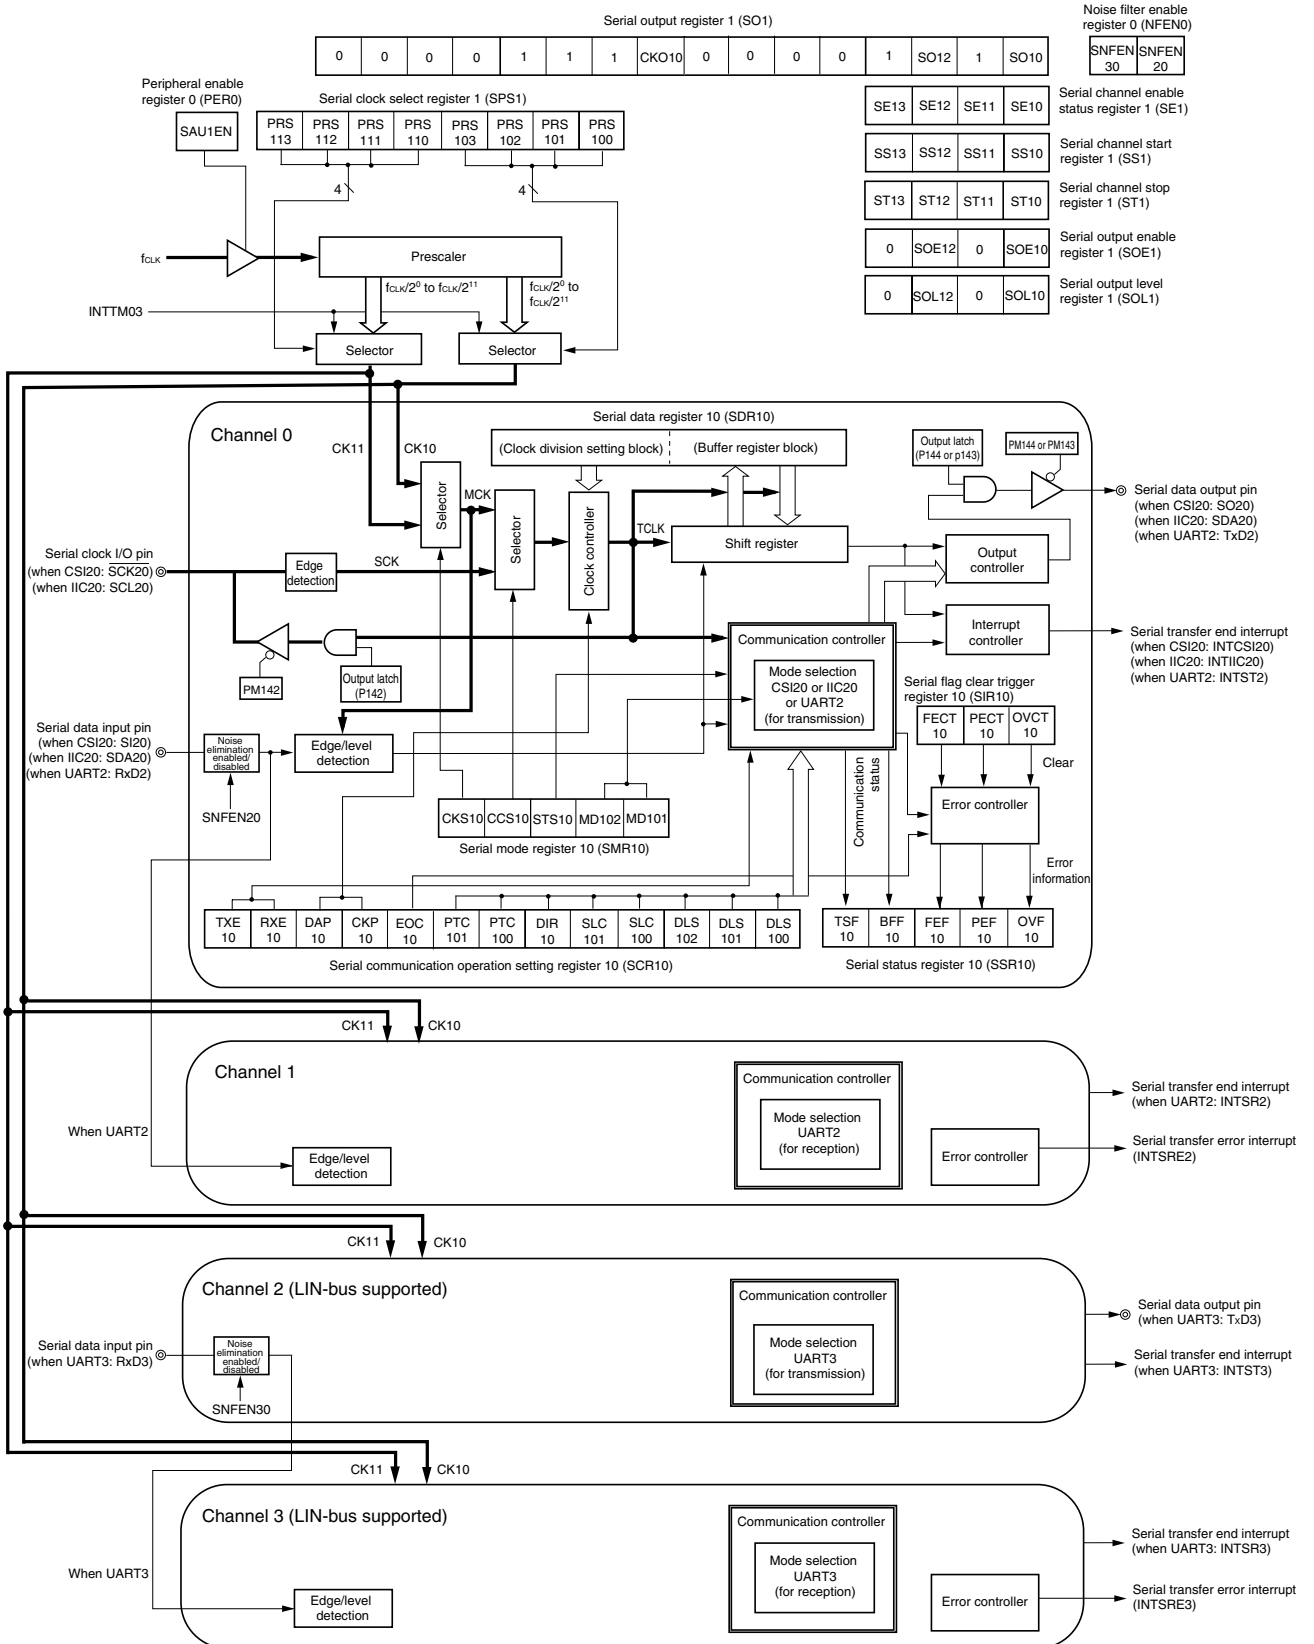 Serial output register 1 (SO1)
0 0 0 0 1 1 1 CKO10 0 0 0 0 1 SO12 1 SO10
Noise filter enable
register 0 (NFEN0)
SNFEN SNFEN
30 20
Peripheral enable
register 0 (PER0)
SAU1EN
Serial clock select register 1 (SPS1)
PRS PRS PRS PRS PRS PRS PRS PRS
113 112 111 110 103 102 101 100
4 4
SE13 SE12 SE11 SE10
Serial channel enable
status register 1 (SE1)
SS13 SS12 SS11 SS10
Serial channel start
register 1 (SS1)
ST13 ST12 ST11 ST10
Serial channel stop
register 1 (ST1)
0 SOE12 0 SOE10
Serial output enable
register 1 (SOE1)
0 SOL12 0 SOL10
Serial output level
register 1 (SOL1)
fCLK
Prescaler
fCLK/2⁰ to fCLK/2¹¹
fCLK/2⁰ to
fCLK/2¹¹
INTTM03
Selector
Selector
Channel 0
CK11
CK10
Serial data register 10 (SDR10)
(Clock division setting block) (Buffer register block)
Output latch
(P144 or p143)
PM144 or PM143
Selector
MCK
Selector
Clock controller
TCLK
Shift register
Output
controller
Serial data output pin
(when CSI20: SO20)
(when IIC20: SDA20)
(when UART2: TxD2)
Serial clock I/O pin
(when CSI20: SCK20)
(when IIC20: SCL20)
Edge
detection
SCK
PM142
Output latch
(P142)
Communication controller
Mode selection
CSI20 or IIC20
or UART2
(for transmission)
Interrupt
controller
Serial transfer end interrupt
(when CSI20: INTCSI20)
(when IIC20: INTIIC20)
(when UART2: INTST2)
Serial flag clear trigger
register 10 (SIR10)
FECT PECT OVCT
10 10 10
Clear
Serial data input pin
(when CSI20: SI20)
(when IIC20: SDA20)
(when UART2: RxD2)
Noise
elimination
enabled/
disabled
SNFEN20
Edge/level
detection
CKS10 CCS10 STS10 MD102 MD101
Serial mode register 10 (SMR10)
Communication
status
Error controller
Error
information
TXE RXE DAP CKP EOC PTC PTC DIR SLC SLC DLS DLS DLS
10 10 10 10 10 101 100 10 101 100 102 101 100
Serial communication operation setting register 10 (SCR10)
TSF BFF FEF PEF OVF
10 10 10 10 10
Serial status register 10 (SSR10)
CK11 CK10
Channel 1
When UART2
Edge/level
detection
Communication controller
Mode selection
UART2
(for reception)
Error controller
Serial transfer end interrupt
(when UART2: INTSR2)
Serial transfer error interrupt
(INTSRE2)
CK11 CK10
Channel 2 (LIN-bus supported)
Serial data input pin
(when UART3: RxD3)
Noise
elimination
enabled/
disabled
SNFEN30
Communication controller
Mode selection
UART3
(for transmission)
Serial data output pin
(when UART3: TxD3)
Serial transfer end interrupt
(when UART3: INTST3)
CK11 CK10
Channel 3 (LIN-bus supported)
When UART3
Edge/level
detection
Communication controller
Mode selection
UART3
(for reception)
Error controller
Serial transfer end interrupt
(when UART3: INTSR3)
Serial transfer error interrupt
(INTSRE3)